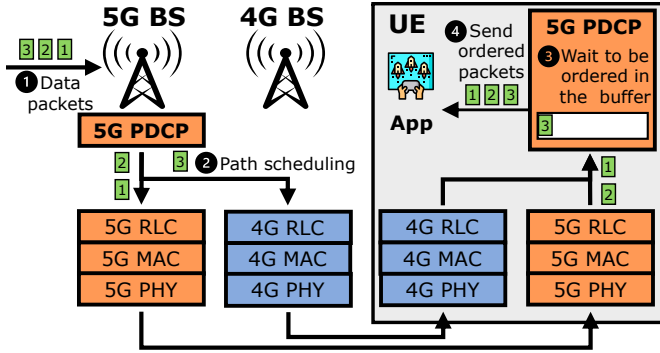 5G BS
4G BS
3 2 1
1 Data
packets
5G PDCP
2
1
3
2 Path scheduling
5G RLC
5G MAC
5G PHY
4G RLC
4G MAC
4G PHY
UE
App
4 Send
ordered
packets
1 2 3
5G PDCP
3 Wait to be
ordered in
the buffer
3
1
2
4G RLC
4G MAC
4G PHY
5G RLC
5G MAC
5G PHY